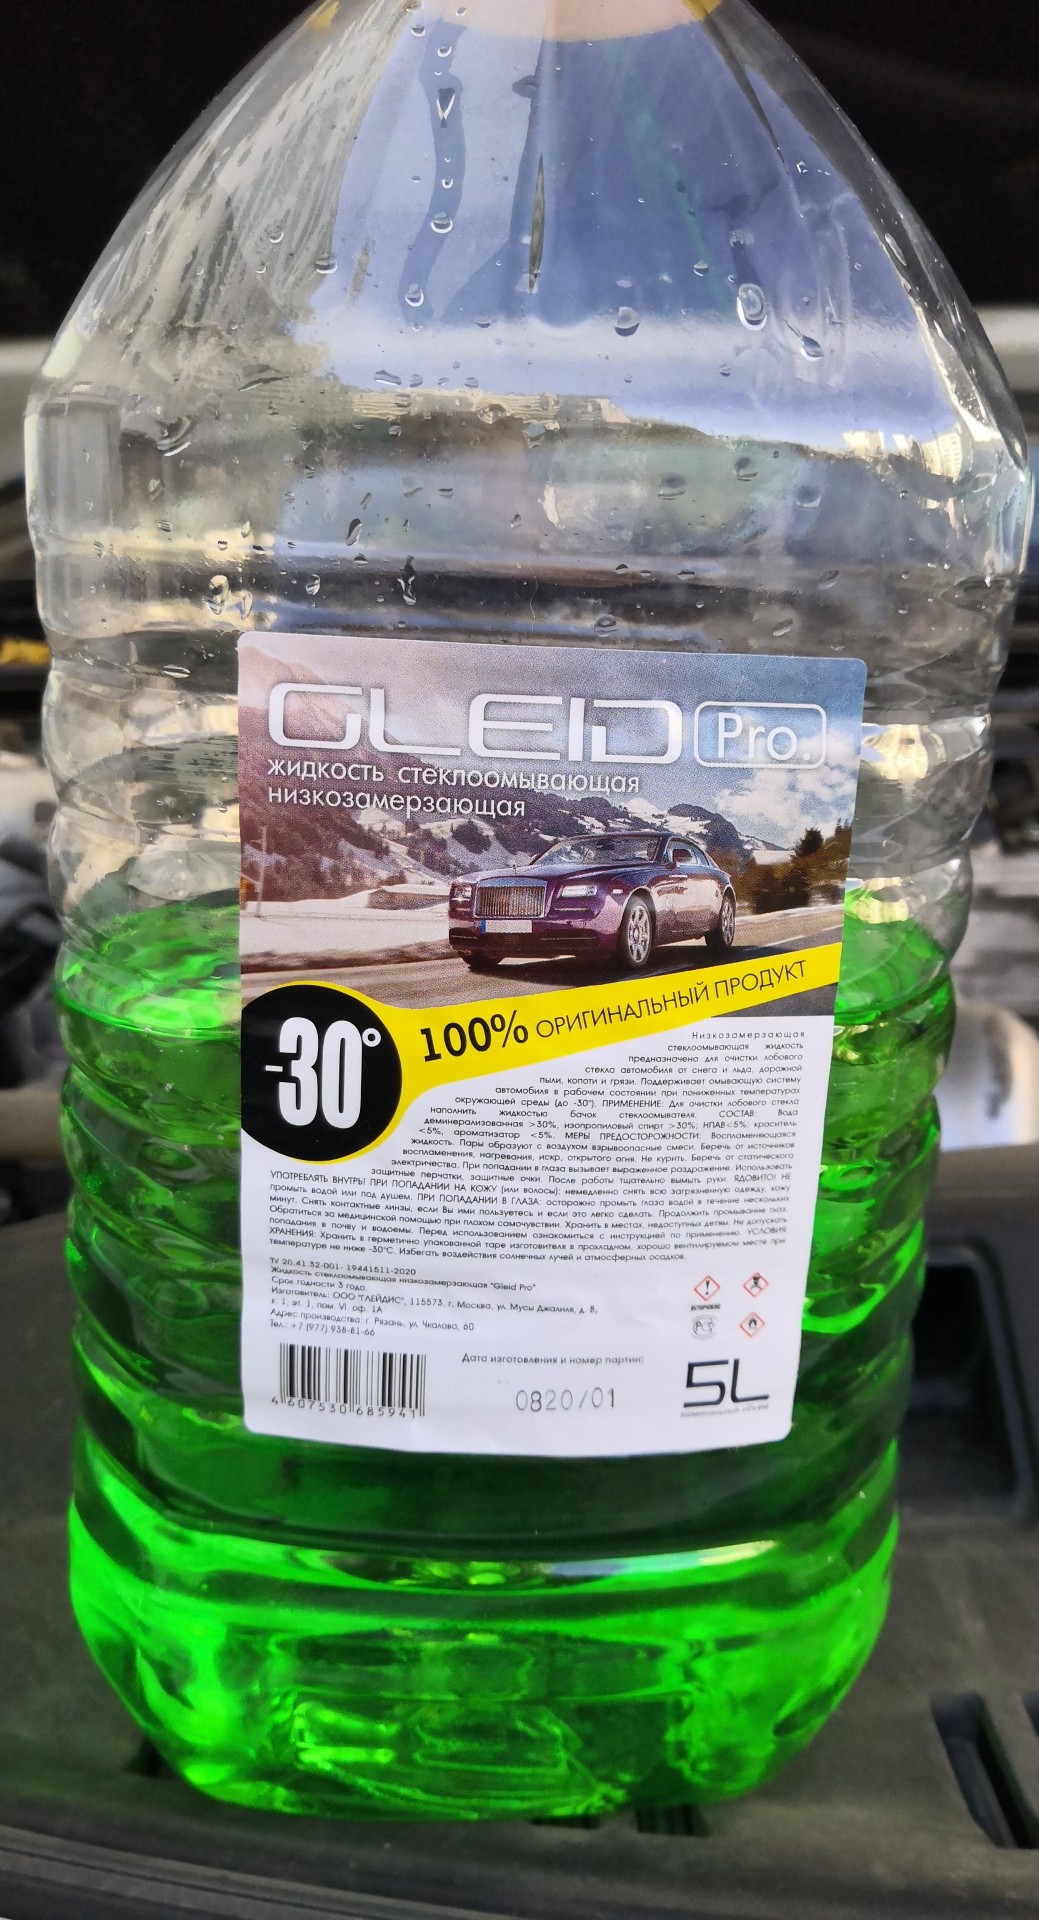 GLEID Pro.
жидкость стеклоомывающая
низкозамерзающая
-30°
100% ОРИГИНАЛЬНЫЙ ПРОДУКТ
Низкозамерзающая
стеклоомывающая жидкость
предназначена для очистки лобового
стекла автомобиля от снега и льда, дорожной
пыли, копоти и грязи. Поддерживает омывающую систему
автомобиля в рабочем состоянии при пониженных температурах
окружающей среды (до -30°). ПРИМЕНЕНИЕ: Для очистки лобового стекла
наполнить жидкостью бачок стеклоомывателя. СОСТАВ: Вода
деминерализованная >30%, изопропиловый спирт >30%; НПАВ<5%; краситель
<5%, ароматизатор <5%. МЕРЫ ПРЕДОСТОРОЖНОСТИ: Воспламеняющаяся
жидкость. Пары образуют с воздухом взрывоопасные смеси. Беречь от источников
воспламенения, нагревания, искр, открытого огня. Не курить. Беречь от статического
электричества. При попадании в глаза вызывает выраженное раздражение. Использовать
защитные перчатки, защитные очки. После работы тщательно вымыть руки. ЯДОВИТО! НЕ
УПОТРЕБЛЯТЬ ВНУТРЬ! ПРИ ПОПАДАНИИ НА КОЖУ (или волосы): немедленно снять всю загрязненную одежду, кожу
промыть водой или под душем. ПРИ ПОПАДАНИИ В ГЛАЗА: осторожно промыть глаза водой в течение нескольких
минут. Снять контактные линзы, если Вы ими пользуетесь и если это легко сделать. Продолжить промывание глаз.
Обратиться за медицинской помощью при плохом самочувствии. Хранить в местах, недоступных детям. Не допускать
попадания в почву и водоемы. Перед использованием ознакомиться с инструкцией по применению. УСЛОВИЯ
ХРАНЕНИЯ: Хранить в герметично упакованной таре изготовителя в прохладном, хорошо вентилируемом месте при
температуре не ниже -30°С. Избегать воздействия солнечных лучей и атмосферных осадков.
ТУ 20.41.32-001- 19441511-2020
Жидкость стеклоомывающая низкозамерзающая "Gleid Pro"
Срок годности 3 года.
Изготовитель: ООО "ГЛЕЙДИС", 115573, г. Москва, ул. Мусы Джалиля, д. 8,
к. 1, эт. 1, пом. VI, оф. 1А
Адрес производства: г. Рязань, ул. Чкалова, 60
Тел.: +7 (977) 938-81-66
ОСТОРОЖНО
РСТ
4 607530 685941
Дата изготовления и номер партии:
0820/01
5L
номинальный объем